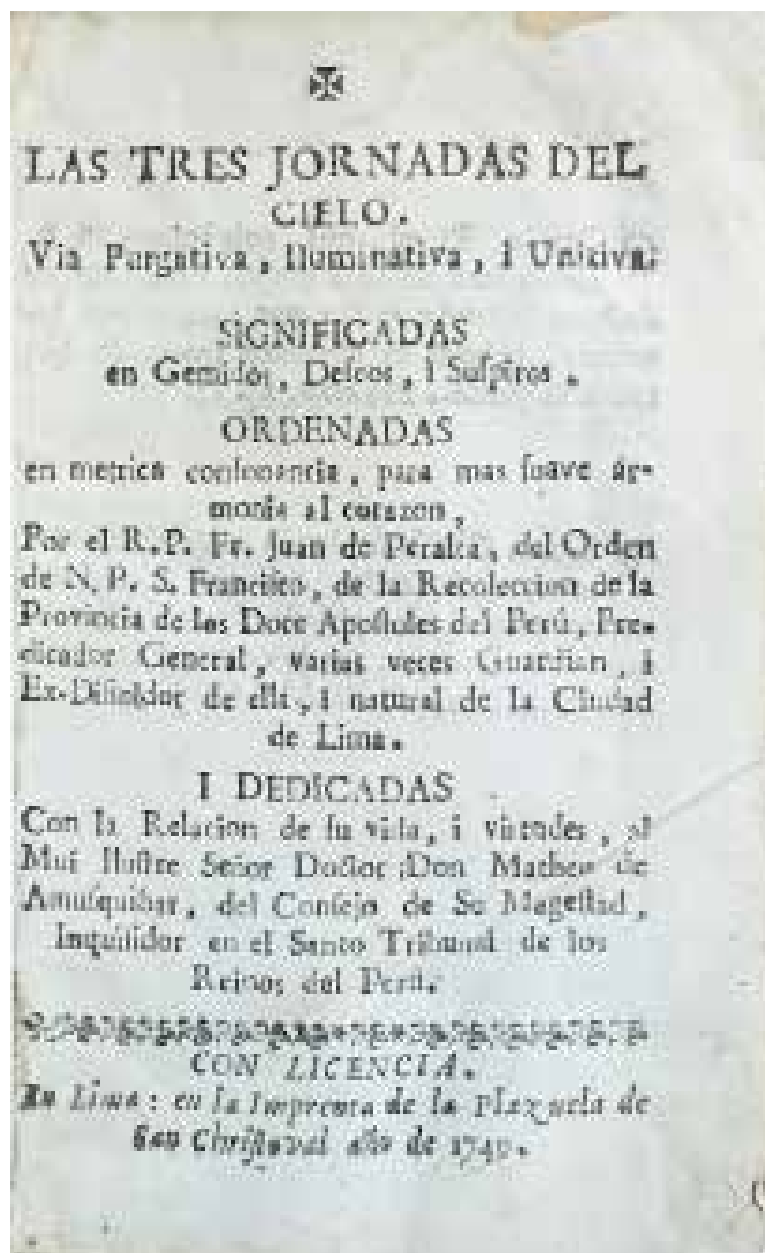 ✠
LAS TRES JORNADAS DEL
CIELO.
Via Purgativa, Iluminativa, i Unitiva:
SIGNIFICADAS
en Gemidos, Deseos, i Suſpiros.
ORDENADAS
en metrica conſonancia, para mas ſuave ar-
monia al corazon,
Por el R. P. Fr. Juan de Peralta, del Orden
de N. P. S. Franciſco, de la Recoleccion de la
Provincia de los Doce Apoſtoles del Perú, Pre-
dicador General, varias veces Guardian, i
Ex-Difinidor de ella, i natural de la Ciudad
de Lima.
I DEDICADAS
Con la Relacion de ſu vida, i virtudes, al
Mui Iluſtre Señor Doctor Don Matheo de
Amuſquibar, del Conſejo de Su Mageſtad,
Inquiſidor en el Santo Tribunal de los
Reinos del Perú.
CON LICENCIA.
En Lima: en la Imprenta de la Plazuela de
San Chriſtoval año de